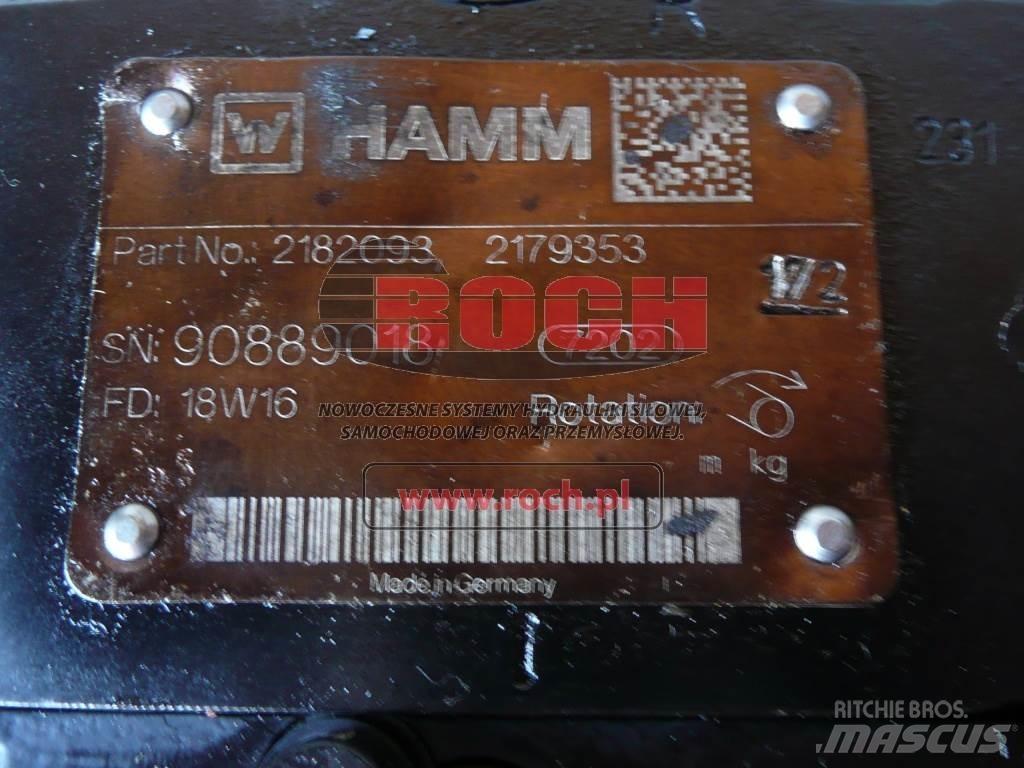 W HAMM
231
Part No.: 2182093, 2179353
172
ROCH
SN: 90889018 7202
FD: 18W16
Rotation:
NOWOCZESNE SYSTEMY HYDRAULIKI SIŁOWEJ,
SAMOCHODOWEJ ORAZ PRZEMYSŁOWEJ.
m kg
www.roch.pl
Made in Germany
RITCHIE BROS.
MASCUS